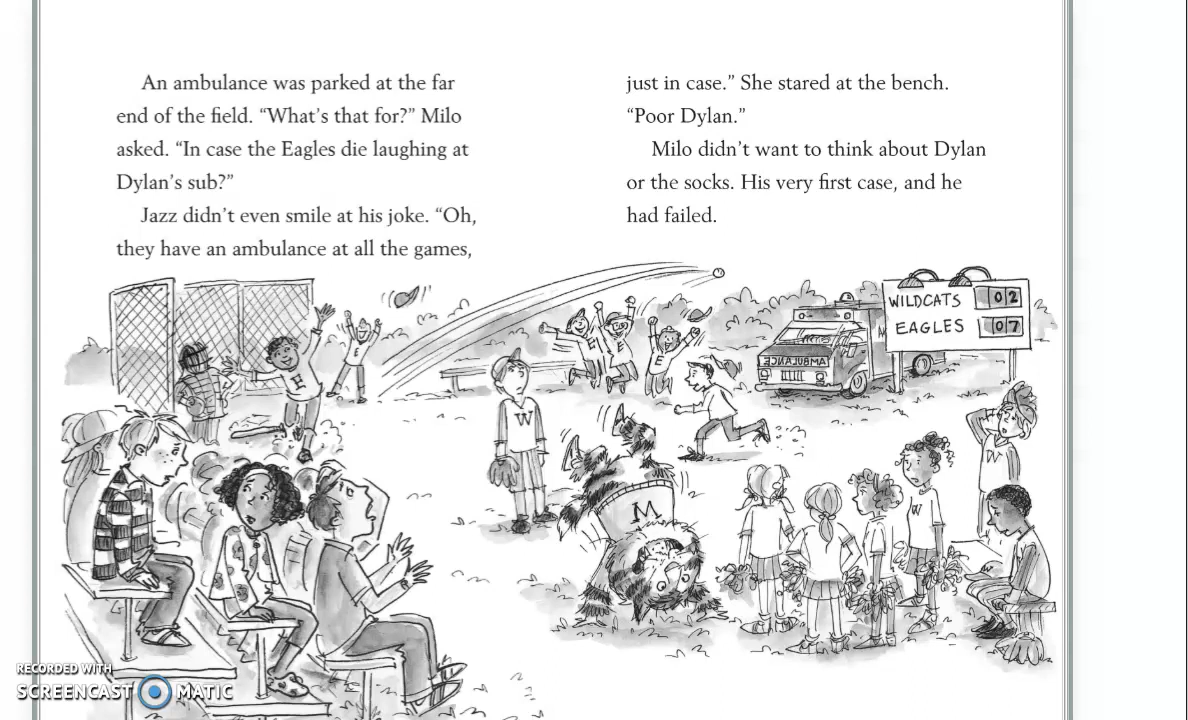 An ambulance was parked at the far
end of the field. “What’s that for?” Milo
asked. “In case the Eagles die laughing at
Dylan’s sub?”
Jazz didn’t even smile at his joke. “Oh,
they have an ambulance at all the games,
just in case.” She stared at the bench.
“Poor Dylan.”
Milo didn’t want to think about Dylan
or the socks. His very first case, and he
had failed.
WILDCATS 02
EAGLES 07
AMBULANCE
E
E
E
E
E
W
M
W
W
RECORDED WITH
SCREENCAST MATIC